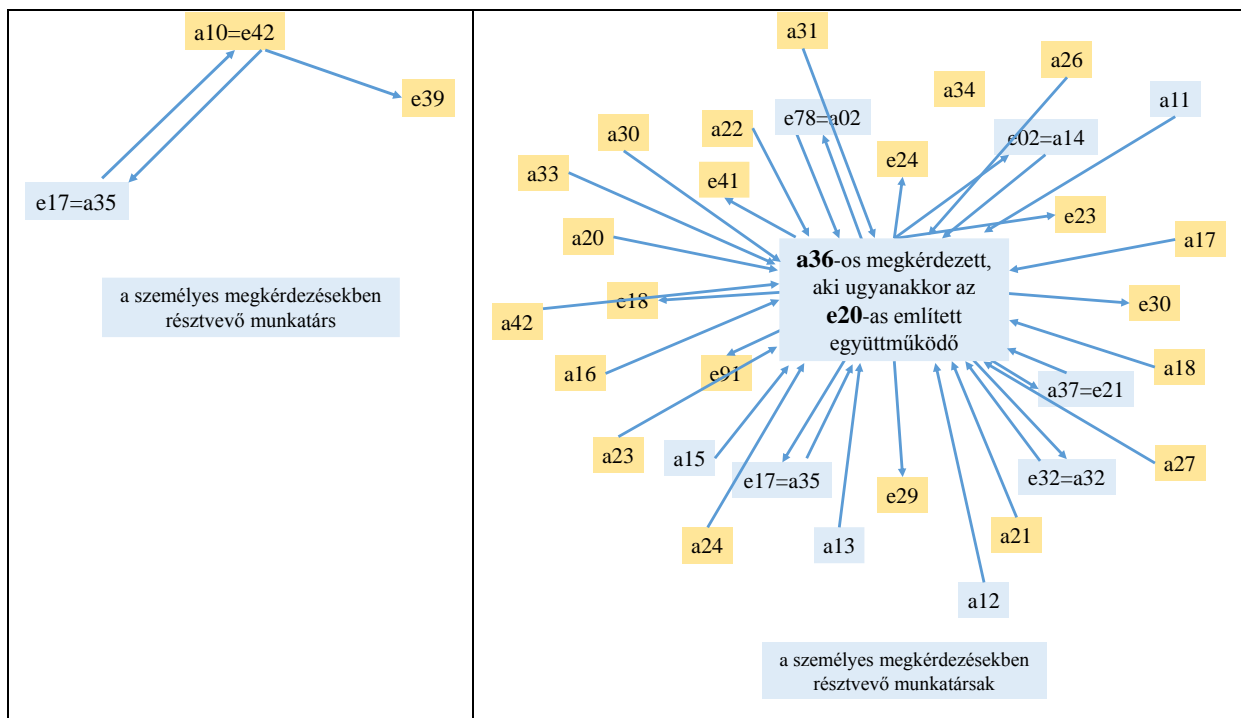 a10=e42
e39
e17=a35
a személyes megkérdezésekben
résztvevő munkatárs
a31
a26
a34
a11
e78=a02
a22
a30
e02=a14
e24
a33
e41
e23
a20
a17
a36-os megkérdezett,
aki ugyanakkor az
e20-as említett
együttműködő
e18
e30
a42
a16
e91
a18
a37=e21
a23
a15
e17=a35
e32=a32
a27
e29
a24
a13
a21
a12
a személyes megkérdezésekben
résztvevő munkatársak